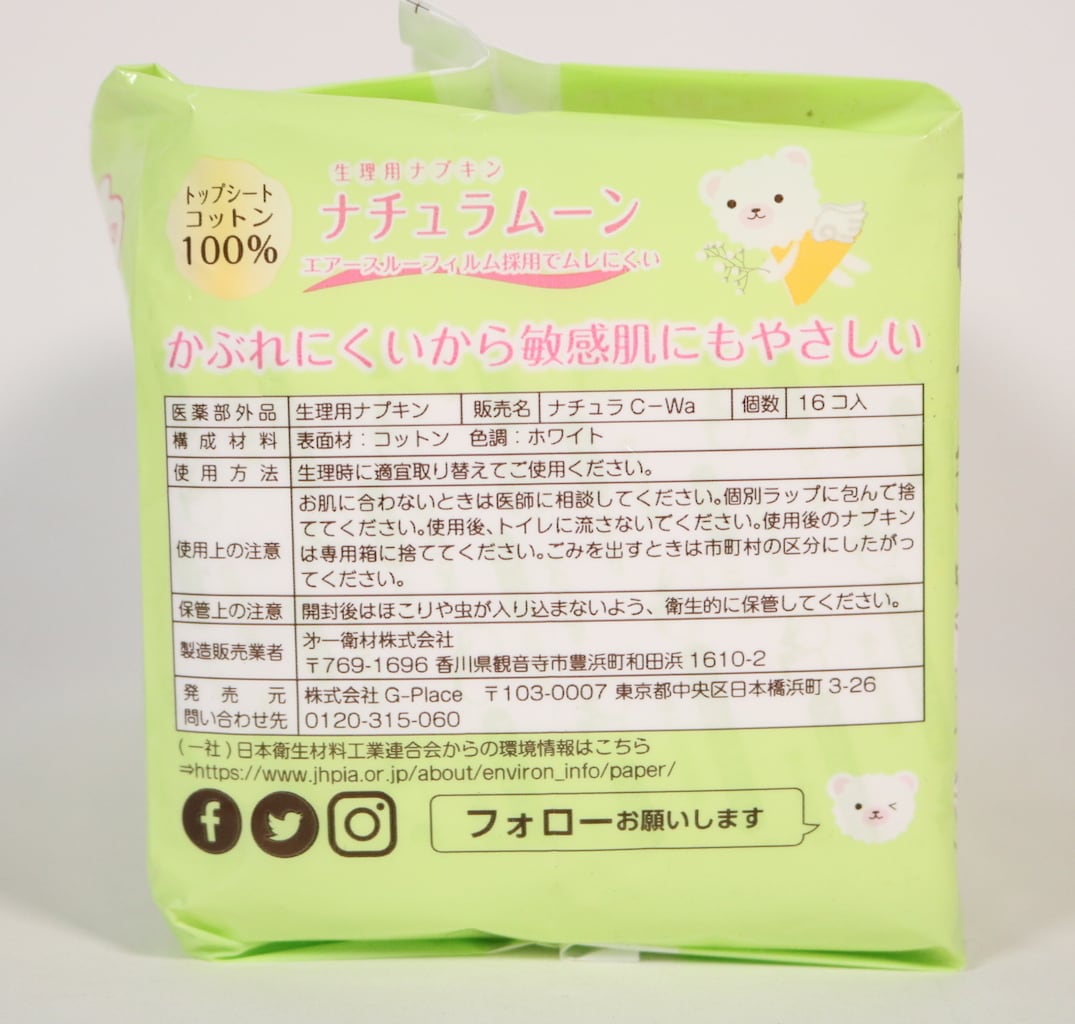 トップシート
コットン
100%
生理用ナプキン
ナチュラムーン
エアースルーフィルム採用でムレにくい
かぶれにくいから敏感肌にもやさしい
医薬部外品 生理用ナプキン 販売名 ナチュラ C-Wa 個数 16コ入
構成材料 表面材：コットン 色調：ホワイト
使用方法 生理時に適宜取り替えてご使用ください。
使用上の注意 お肌に合わないときは医師に相談してください。個別ラップに包んで捨
ててください。使用後、トイレに流さないでください。使用後のナプキン
は専用箱に捨ててください。ごみを出すときは市町村の区分にしたがっ
てください。
保管上の注意 開封後はほこりや虫が入り込まないよう、衛生的に保管してください。
製造販売業者 㐧一衛材株式会社
〒769-1696 香川県観音寺市豊浜町和田浜 1610-2
発売元 株式会社 G-Place 〒103-0007 東京都中央区日本橋浜町 3-26
問い合わせ先 0120-315-060
(一社)日本衛生材料工業連合会からの環境情報はこちら
⇒https://www.jhpia.or.jp/about/environ_info/paper/
フォローお願いします